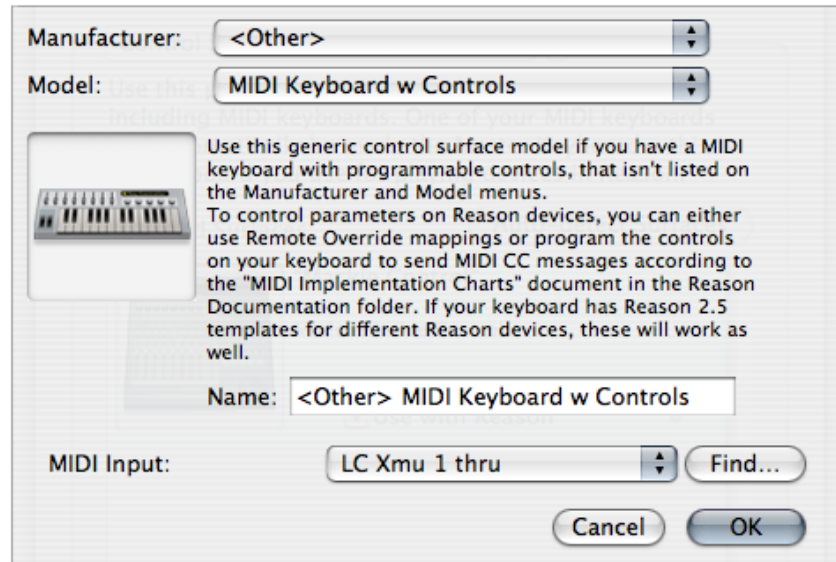 Manufacturer: <Other>
Model: MIDI Keyboard w Controls
Use this generic control surface model if you have a MIDI
keyboard with programmable controls, that isn't listed on
the Manufacturer and Model menus.
To control parameters on Reason devices, you can either
use Remote Override mappings or program the controls
on your keyboard to send MIDI CC messages according to
the "MIDI Implementation Charts" document in the Reason
Documentation folder. If your keyboard has Reason 2.5
templates for different Reason devices, these will work as
well.
Name: <Other> MIDI Keyboard w Controls
Use with Reason
MIDI Input: LC Xmu 1 thru Find...
Cancel OK